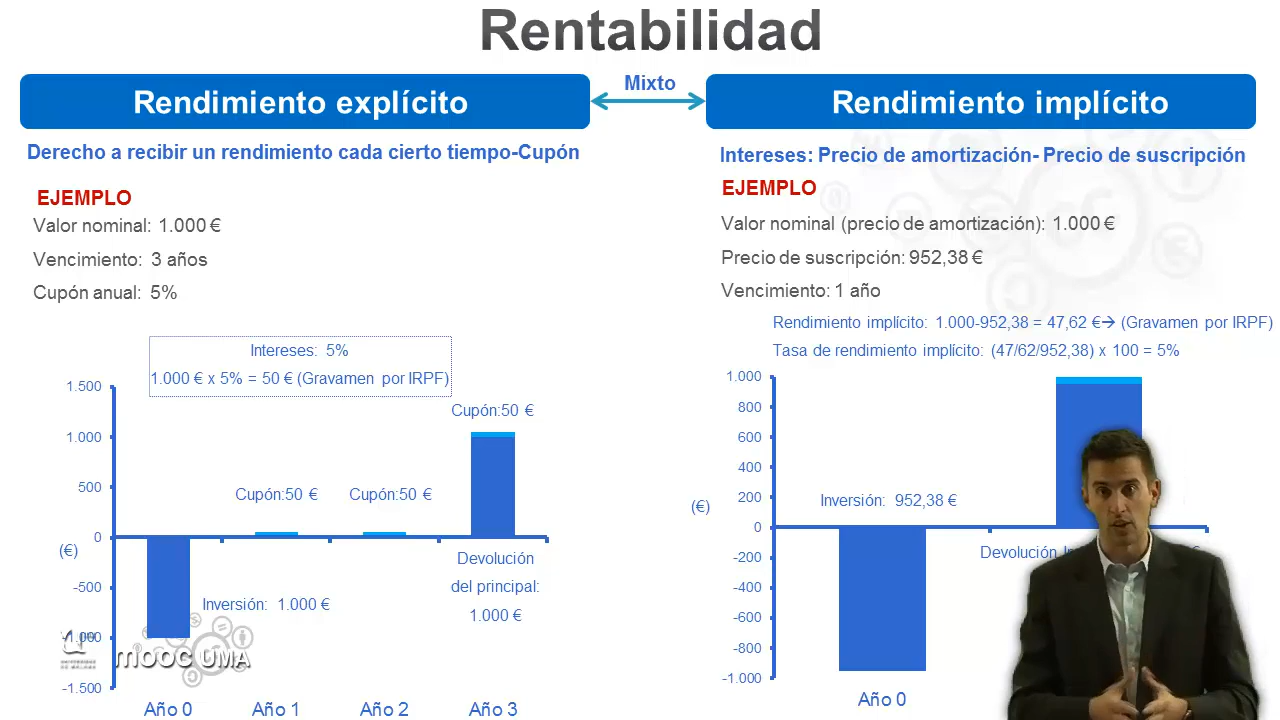 Rentabilidad
Mixto
Rendimiento explícito
Derecho a recibir un rendimiento cada cierto tiempo-Cupón
EJEMPLO
Valor nominal: 1.000 €
Vencimiento: 3 años
Cupón anual: 5%
Intereses: 5%
1.000 € x 5% = 50 € (Gravamen por IRPF)
1.500
1.000
500
0
-500
-1.000
-1.500
(€)
Cupón:50 €
Cupón:50 €
Cupón:50 €
Inversión: 1.000 €
Devolución
del principal:
1.000 €
Año 0
Año 1
Año 2
Año 3
mooc UMA
Rendimiento implícito
Intereses: Precio de amortización- Precio de suscripción
EJEMPLO
Valor nominal (precio de amortización): 1.000 €
Precio de suscripción: 952,38 €
Vencimiento: 1 año
Rendimiento implícito: 1.000-952,38 = 47,62 €→ (Gravamen por IRPF)
Tasa de rendimiento implícito: (47/62/952,38) x 100 = 5%
1.000
800
600
400
200
0
-200
-400
-600
-800
-1.000
(€)
Inversión: 952,38 €
Devolución
Año 0